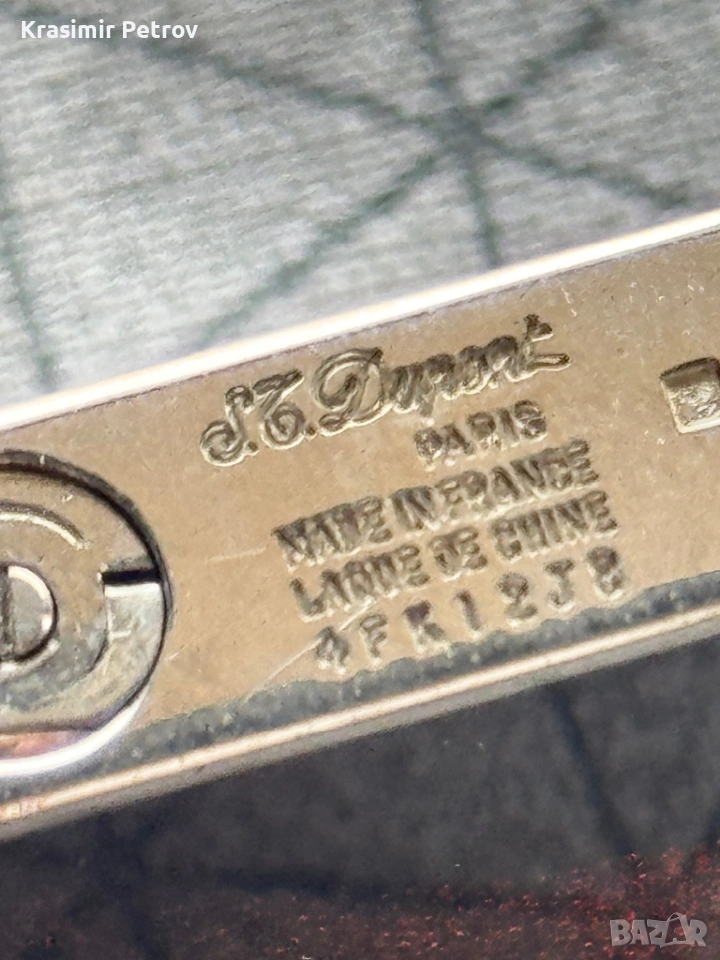 Krasimir Petrov
S.T. Dupont
PARIS
MADE IN FRANCE
LAQUE DE CHINE
4FK12J8
BAZAR